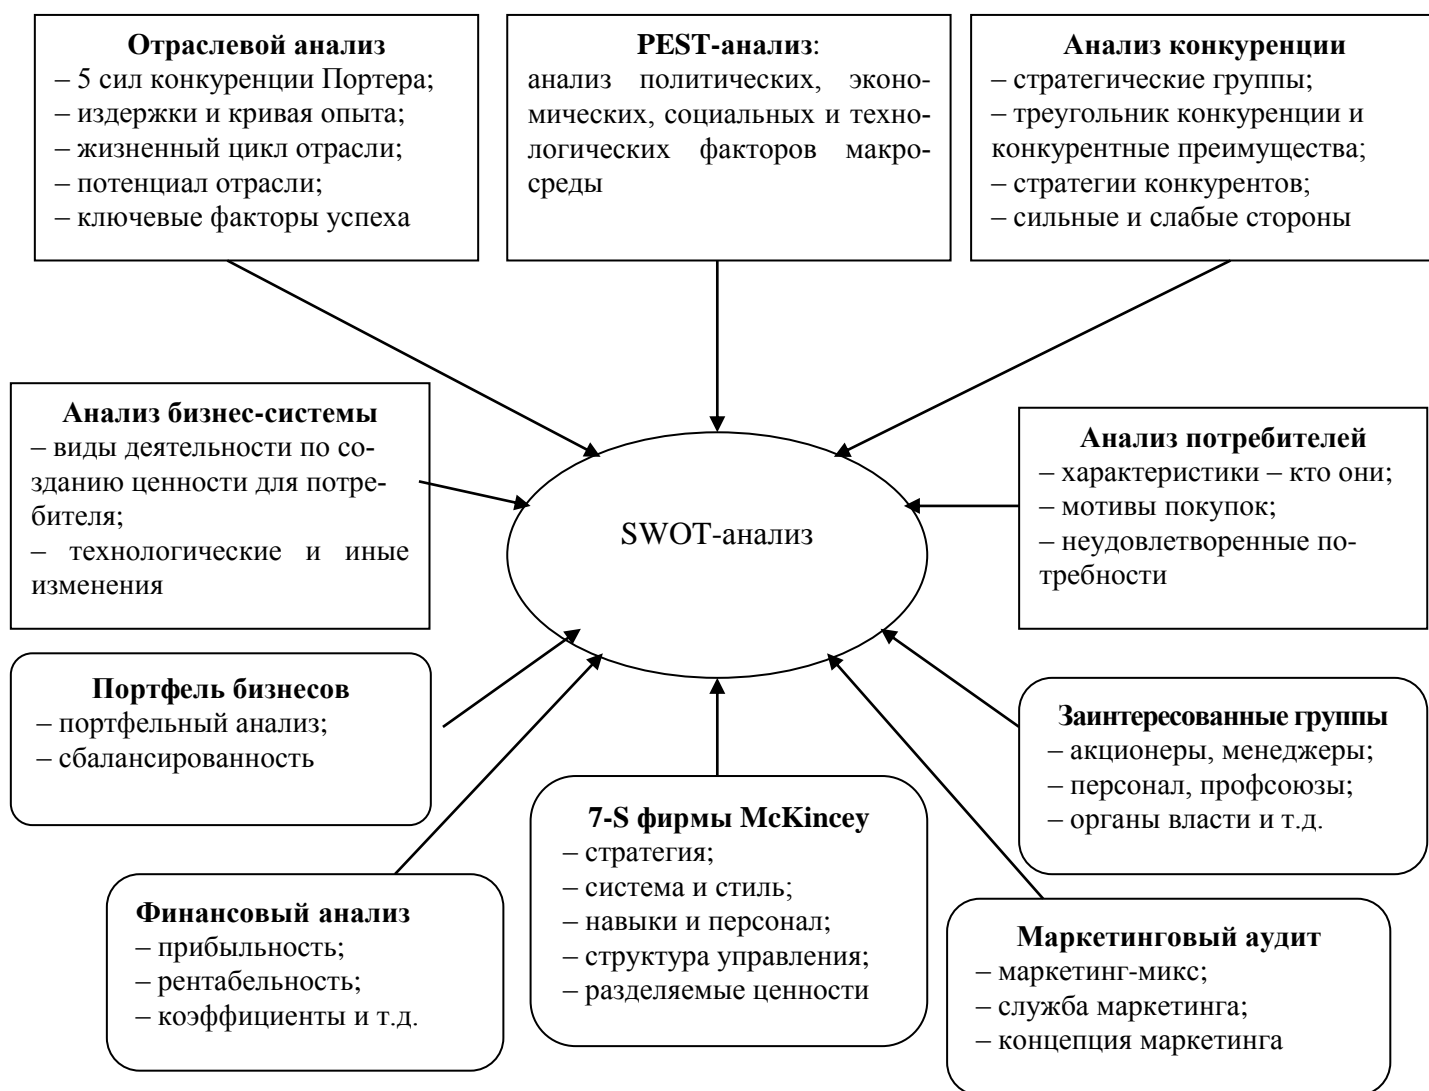 Отраслевой анализ
– 5 сил конкуренции Портера;
– издержки и кривая опыта;
– жизненный цикл отрасли;
– потенциал отрасли;
– ключевые факторы успеха
PEST-анализ:
анализ политических, эконо-
мических, социальных и техно-
логических факторов макро-
среды
Анализ конкуренции
– стратегические группы;
– треугольник конкуренции и
конкурентные преимущества;
– стратегии конкурентов;
– сильные и слабые стороны
Анализ бизнес-системы
– виды деятельности по со-
зданию ценности для потре-
бителя;
– технологические и иные
изменения
SWOT-анализ
Анализ потребителей
– характеристики – кто они;
– мотивы покупок;
– неудовлетворенные по-
требности
Портфель бизнесов
– портфельный анализ;
– сбалансированность
Заинтересованные группы
– акционеры, менеджеры;
– персонал, профсоюзы;
– органы власти и т.д.
Финансовый анализ
– прибыльность;
– рентабельность;
– коэффициенты и т.д.
7-S фирмы McKincey
– стратегия;
– система и стиль;
– навыки и персонал;
– структура управления;
– разделяемые ценности
Маркетинговый аудит
– маркетинг-микс;
– служба маркетинга;
– концепция маркетинга